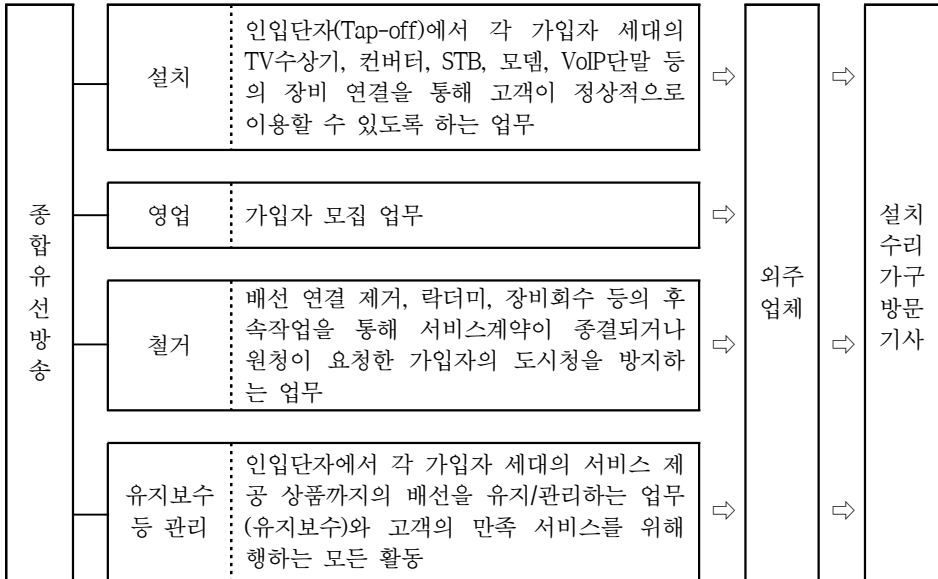 종
합
유
선
방
송
설치
인입단자(Tap-off)에서 각 가입자 세대의
TV수상기, 컨버터, STB, 모뎀, VoIP단말 등
의 장비 연결을 통해 고객이 정상적으로
이용할 수 있도록 하는 업무
⇨
⇨
영업
가입자 모집 업무
⇨
철거
배선 연결 제거, 락더미, 장비회수 등의 후
속작업을 통해 서비스계약이 종결되거나
원청이 요청한 가입자의 도시청을 방지하
는 업무
⇨
⇨
유지보수
등 관리
인입단자에서 각 가입자 세대의 서비스 제
공 상품까지의 배선을 유지/관리하는 업무
(유지보수)와 고객의 만족 서비스를 위해
행하는 모든 활동
⇨
⇨
외주
업체
설치
수리
가구
방문
기사